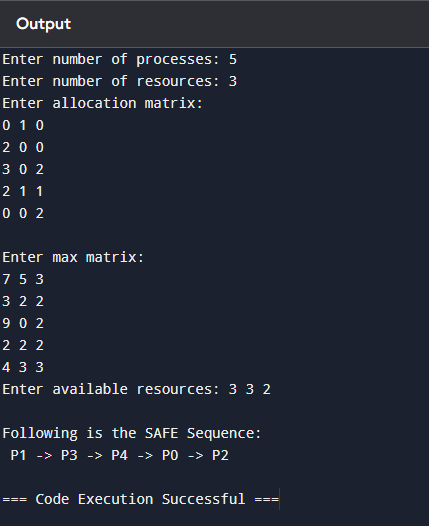 Output
Enter number of processes: 5
Enter number of resources: 3
Enter allocation matrix:
0 1 0
2 0 0
3 0 2
2 1 1
0 0 2
Enter max matrix:
7 5 3
3 2 2
9 0 2
2 2 2
4 3 3
Enter available resources: 3 3 2
Following is the SAFE Sequence:
P1 -> P3 -> P4 -> P0 -> P2
=== Code Execution Successful ===